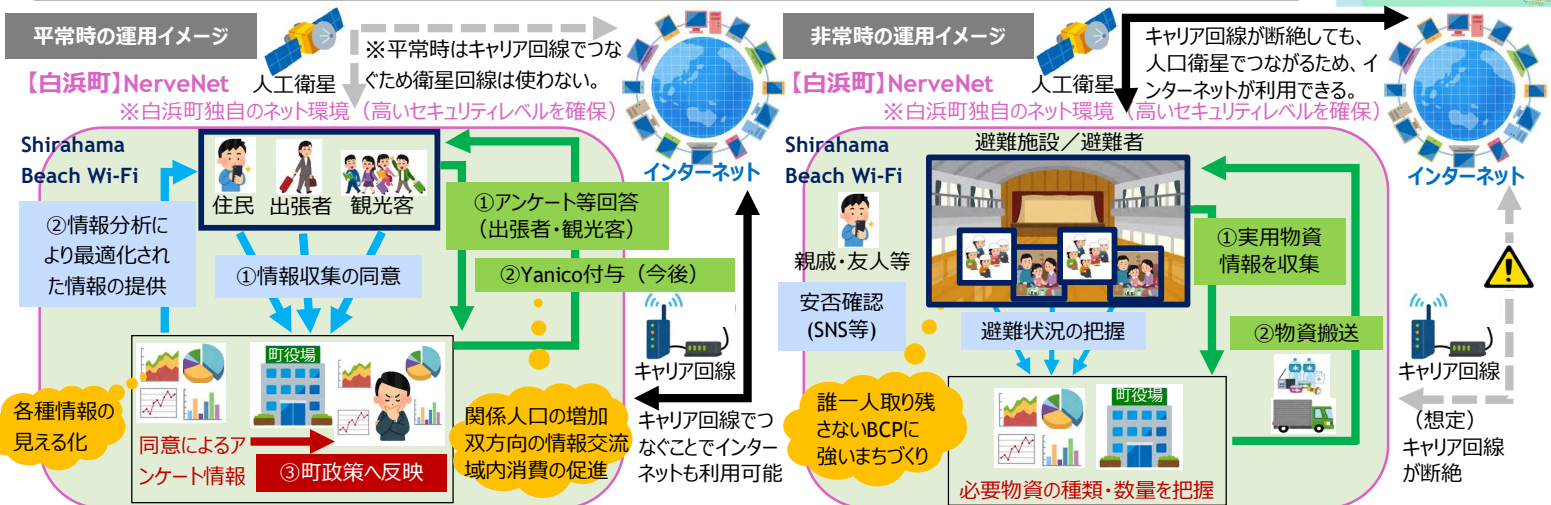 平常時の運用イメージ
※平常時はキャリア回線でつな
ぐため衛星回線は使わない。
【白浜町】NerveNet
人工衛星
※白浜町独自のネット環境（高いセキュリティレベルを確保）
Shirahama
Beach Wi-Fi
住民
出張者
観光客
インターネット
②情報分析に
より最適化され
た情報の提供
①情報収集の同意
①アンケート等回答
（出張者・観光客）
②Yanico付与（今後）
町役場
キャリア回線
各種情報の
見える化
同意によるア
ンケート情報
③町政策へ反映
関係人口の増加
双方向の情報交流
域内消費の促進
キャリア回線でつ
なぐことでインター
ネットも利用可能
非常時の運用イメージ
キャリア回線が断絶しても、
人口衛星でつながるため、イ
ンターネットが利用できる。
【白浜町】NerveNet
人工衛星
※白浜町独自のネット環境（高いセキュリティレベルを確保）
Shirahama
Beach Wi-Fi
避難施設／避難者
インターネット
親戚・友人等
安否確認
(SNS等)
①実用物資
情報を収集
避難状況の把握
②物資搬送
町役場
キャリア回線
誰一人取り残
さないBCPに
強いまちづくり
必要物資の種類・数量を把握
（想定）
キャリア回線
が断絶